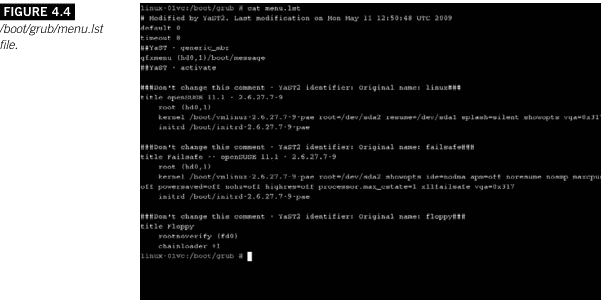 FIGURE 4.4
/boot/grub/menu.lst
file.
linux-01vc:/boot/grub # cat menu.lst
# Modified by YaST2. Last modification on Mon May 11 12:50:48 UTC 2009
default 0
timeout 8
##YaST - generic_mbr
gfxmenu (hd0,1)/boot/message
##YaST - activate
###Don't change this comment - YaST2 identifier: Original name: linux###
title openSUSE 11.1 - 2.6.27.7-9
root (hd0,1)
kernel /boot/vmlinuz-2.6.27.7-9-pae root=/dev/sda2 resume=/dev/sda1 splash=silent showopts vga=0x317
initrd /boot/initrd-2.6.27.7-9-pae
###Don't change this comment - YaST2 identifier: Original name: failsafe###
title Failsafe -- openSUSE 11.1 - 2.6.27.7-9
root (hd0,1)
kernel /boot/vmlinuz-2.6.27.7-9-pae root=/dev/sda2 showopts ide=nodma apm=off noresume nosmp maxcpus
off powersaved=off nohz=off highres=off processor.max_cstate=1 x11failsafe vga=0x317
initrd /boot/initrd-2.6.27.7-9-pae
###Don't change this comment - YaST2 identifier: Original name: floppy###
title Floppy
rootnoverify (fd0)
chainloader +1
linux-01vc:/boot/grub #